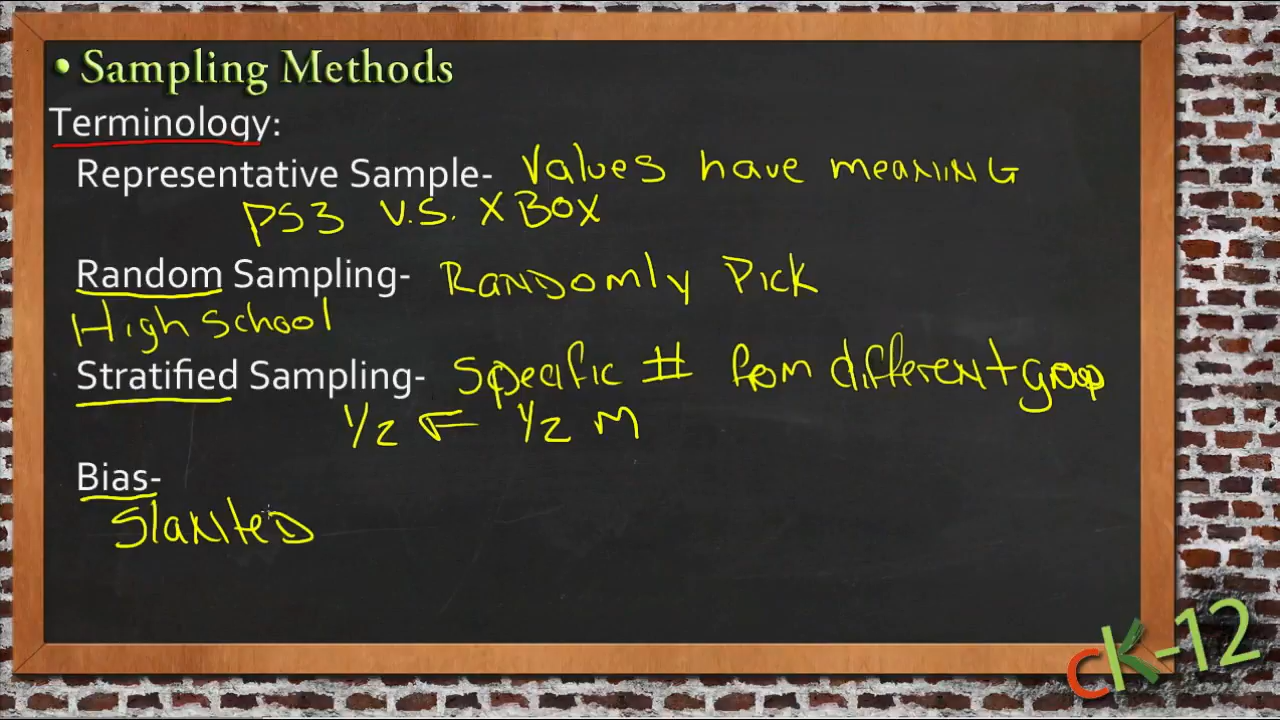 • Sampling Methods
Terminology:
Representative Sample- Values have meaning
PS3 V.S. X BOX
Random Sampling- Randomly Pick
High School
Stratified Sampling- Specific # from different group
1/2 F 1/2 M
Bias-
Slanted
CK-12